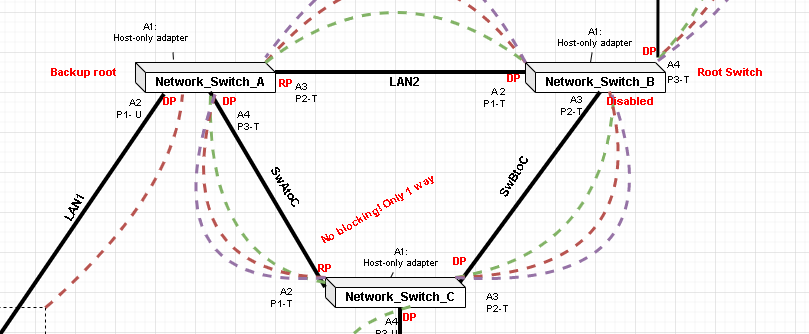 A1:
Host-only adapter
A1:
Host-only adapter
DP
A4
P3-T
Backup root
Network_Switch_A
RP
A3
P2-T
LAN2
DP
A 2
P1-T
Network_Switch_B
Root Switch
A2
P1- U
DP
DP
A4
P3-T
A3
P2-T
Disabled
LAN1
SwAtoC
No blocking! Only 1 way
SwBtoC
A1:
Host-only adapter
RP
DP
A2
P1-T
Network_Switch_C
A3
P2-T
A4
P3-U
DP